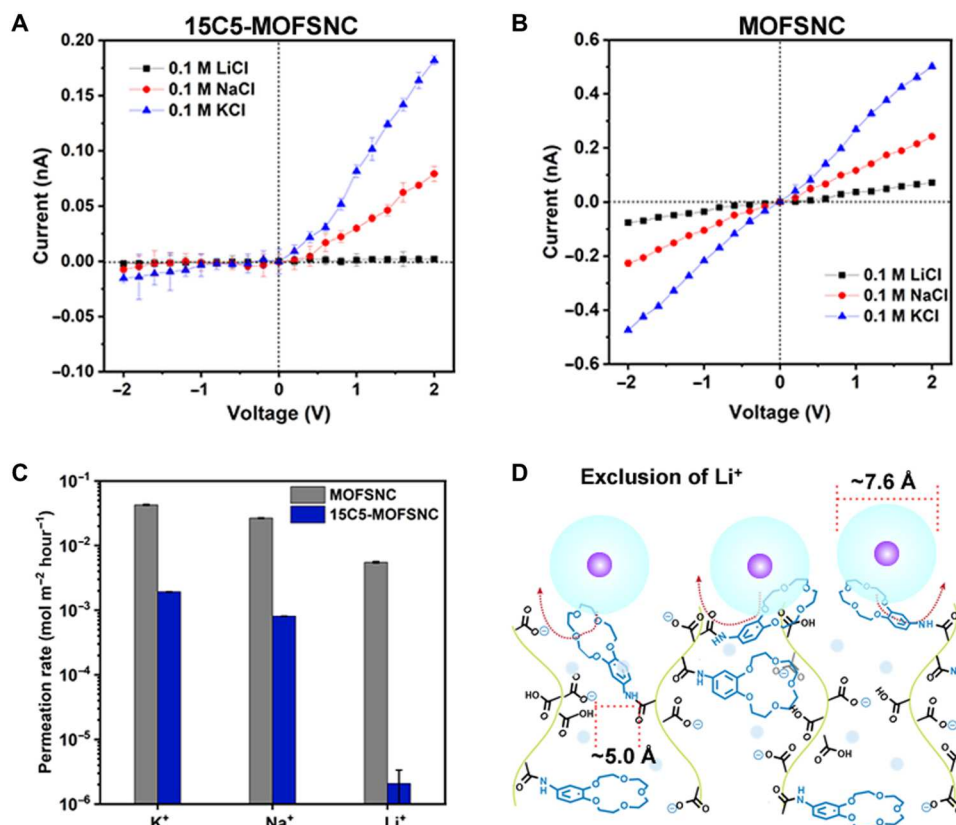 A
15C5-MOFSNC
Current (nA)
0.20
0.15
0.10
0.05
0.00
−0.05
−0.10
0.1 M LiCl
0.1 M NaCl
0.1 M KCl
−2
−1
0
1
2
Voltage (V)
B
MOFSNC
Current (nA)
0.6
0.4
0.2
0.0
−0.2
−0.4
−0.6
0.1 M LiCl
0.1 M NaCl
0.1 M KCl
−2
−1
0
1
2
Voltage (V)
C
Permeation rate (mol m⁻² hour⁻¹)
10⁻¹
10⁻²
10⁻³
10⁻⁴
10⁻⁵
10⁻⁶
MOFSNC
15C5-MOFSNC
K⁺
Na⁺
Li⁺
D
Exclusion of Li⁺
~7.6 Å
~5.0 Å